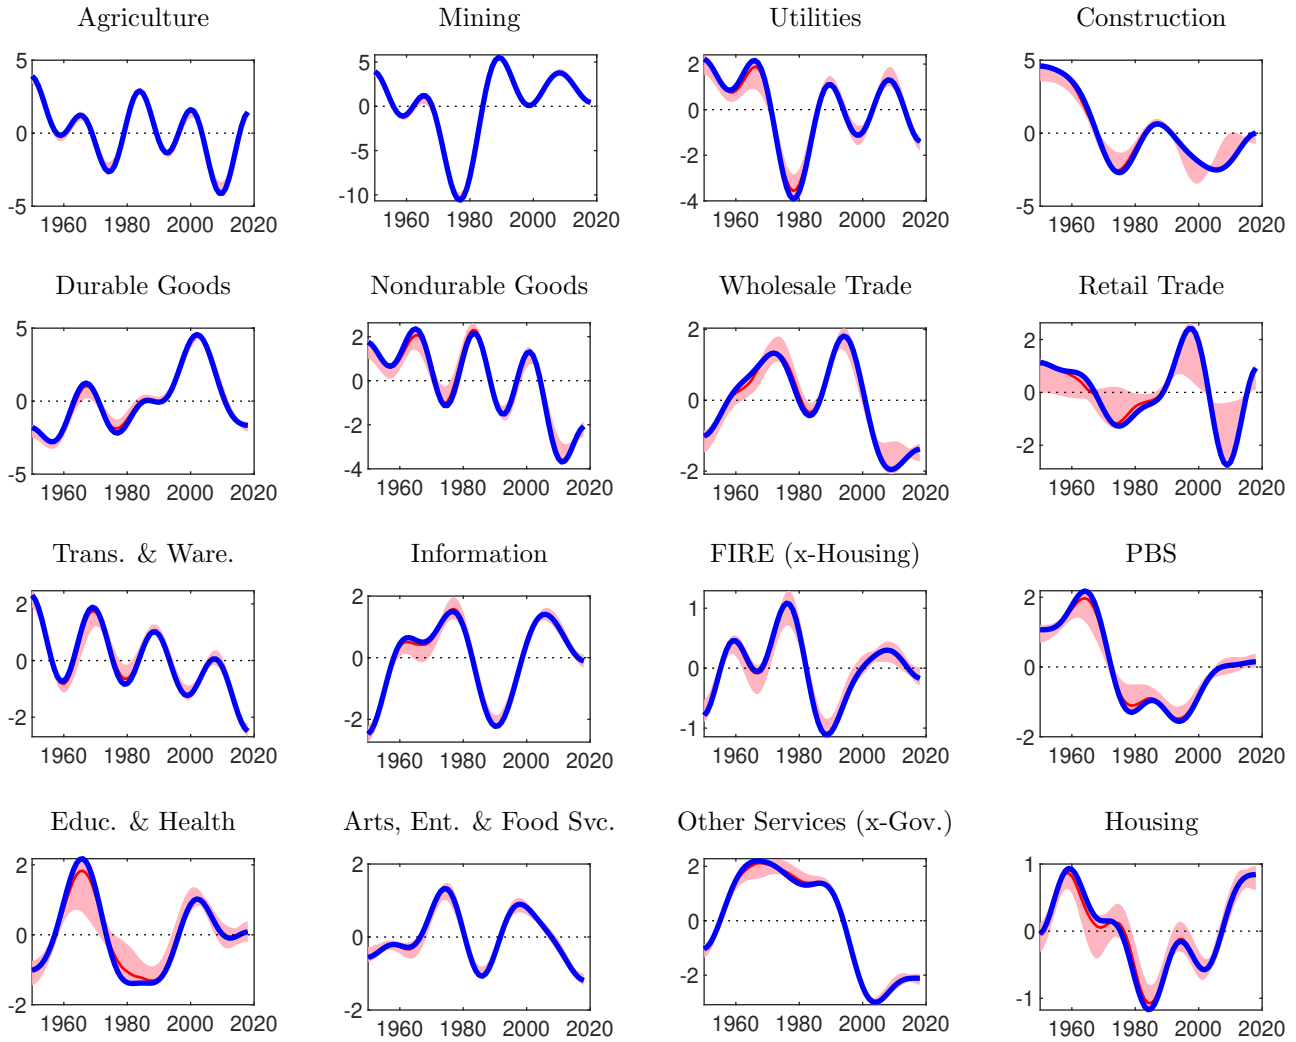 Agriculture
Mining
Utilities
Construction
5
0
-5
1960 1980 2000 2020
5
0
-5
-10
1960 1980 2000 2020
2
0
-2
-4
1960 1980 2000 2020
5
0
-5
1960 1980 2000 2020
Durable Goods
Nondurable Goods
Wholesale Trade
Retail Trade
5
0
-5
1960 1980 2000 2020
2
0
-2
-4
1960 1980 2000 2020
2
0
-2
1960 1980 2000 2020
2
0
-2
1960 1980 2000 2020
Trans. & Ware.
Information
FIRE (x-Housing)
PBS
2
0
-2
1960 1980 2000 2020
2
0
-2
1960 1980 2000 2020
1
0
-1
1960 1980 2000 2020
2
0
-2
1960 1980 2000 2020
Educ. & Health
Arts, Ent. & Food Svc.
Other Services (x-Gov.)
Housing
2
0
-2
1960 1980 2000 2020
2
0
-2
1960 1980 2000 2020
2
0
-2
1960 1980 2000 2020
1
0
-1
1960 1980 2000 2020